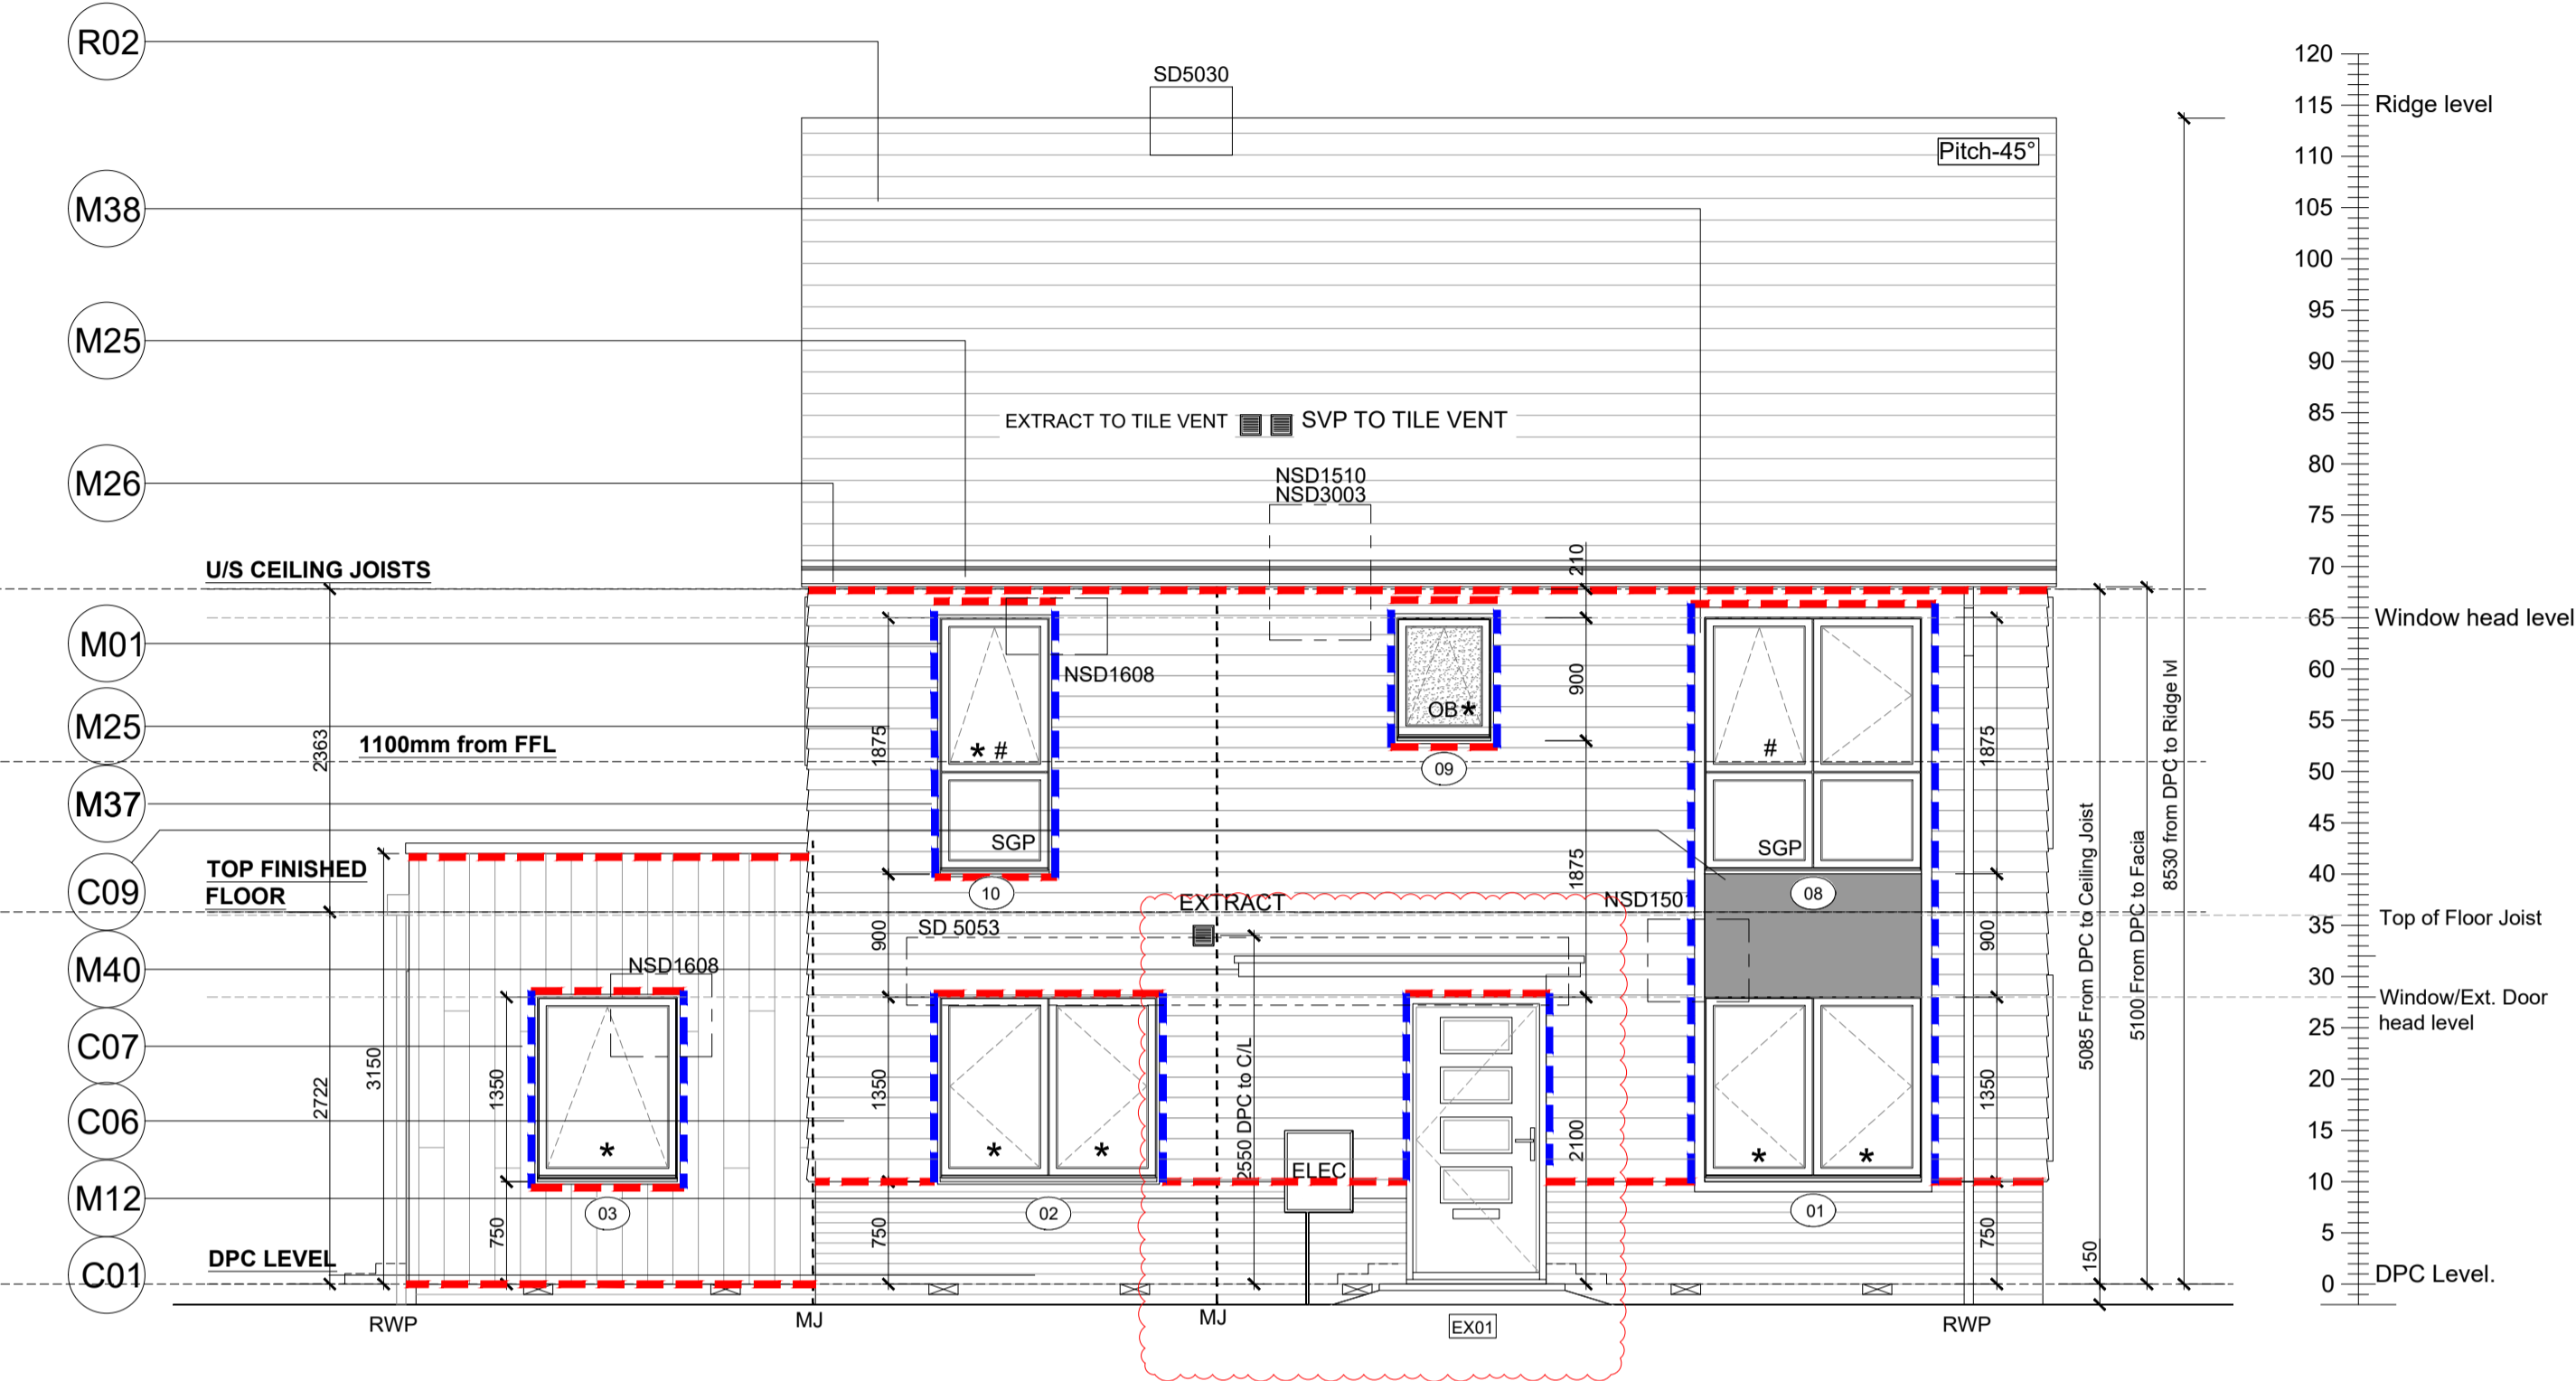 R02
M38
M25
M26
M01
M25
M37
C09
M40
C07
C06
M12
C01
SD5030
Pitch-45°
EXTRACT TO TILE VENT
SVP TO TILE VENT
NSD1510
NSD3003
U/S CEILING JOISTS
1100mm from FFL
TOP FINISHED
FLOOR
DPC LEVEL
2363
2722
3150
1350
750
NSD1608
*
03
RWP
MJ
1875
900
1350
750
NSD1608
* #
SGP
10
SD 5053
*
*
02
EXTRACT
2550 DPC to C/L
MJ
ELEC
EX01
210
900
1875
2100
OB*
09
NSD150
#
SGP
08
*
*
01
1875
900
1350
750
RWP
150
5085 From DPC to Ceiling Joist
5100 From DPC to Facia
8530 from DPC to Ridge lvl
120
115
Ridge level
110
105
100
95
90
85
80
75
70
65
Window head level
60
55
50
45
40
35
Top of Floor Joist
30
Window/Ext. Door
head level
25
20
15
10
5
0
DPC Level.